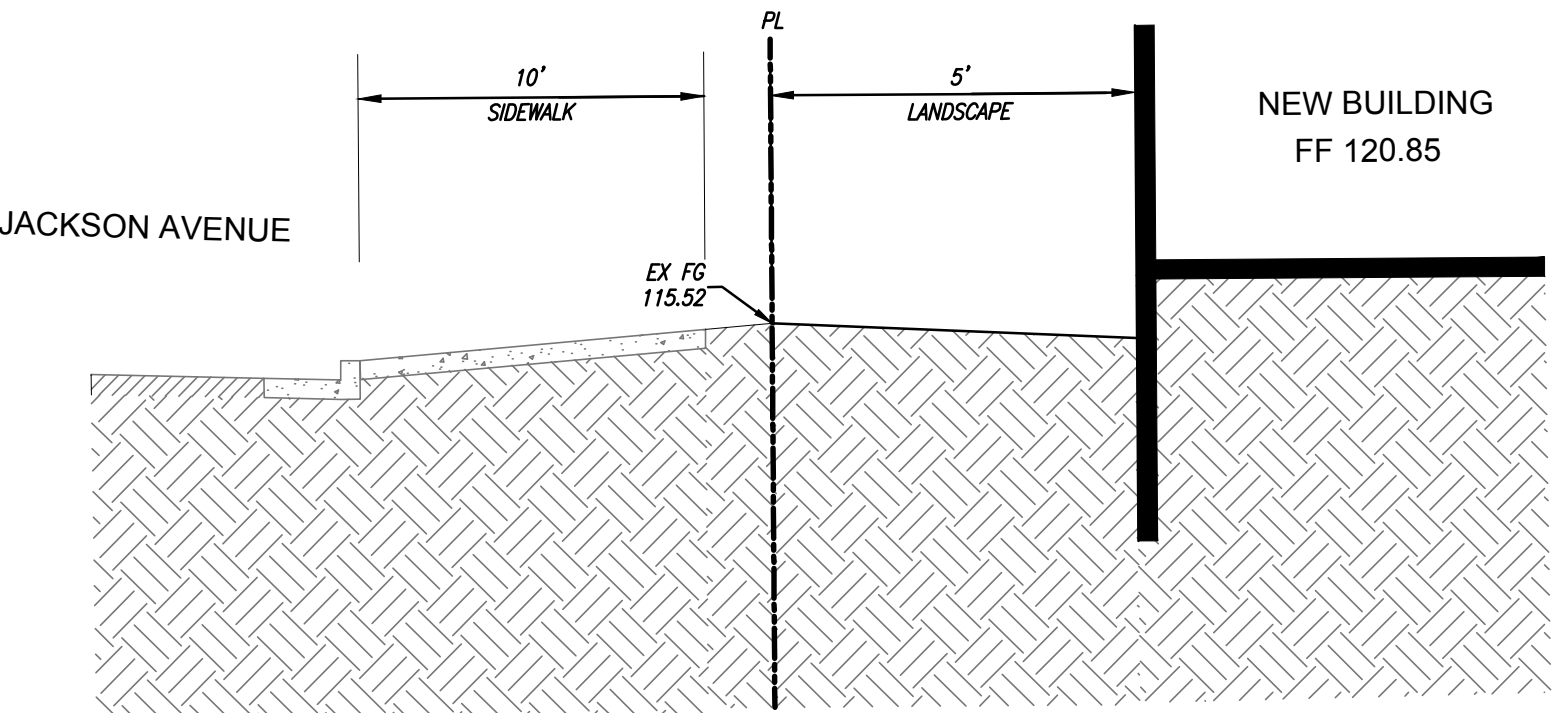 PL
10'
SIDEWALK
5'
LANDSCAPE
NEW BUILDING
FF 120.85
JACKSON AVENUE
EX FG
115.52